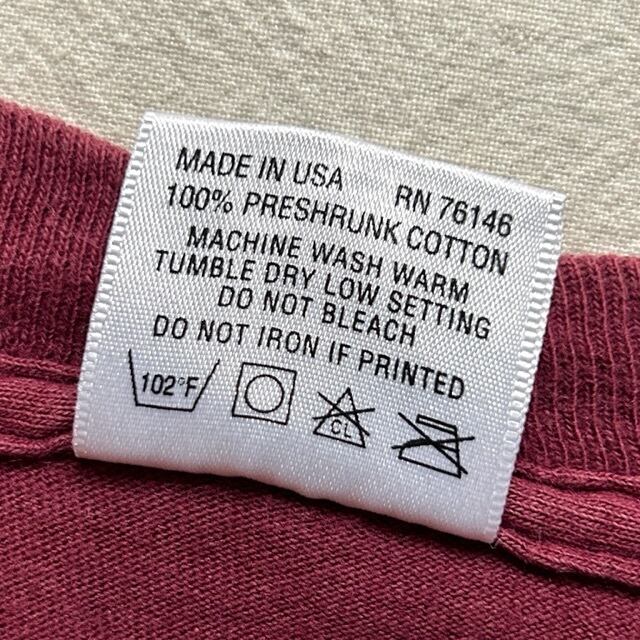 MADE IN USA RN 76146
100% PRESHRUNK COTTON
MACHINE WASH WARM
TUMBLE DRY LOW SETTING
DO NOT BLEACH
DO NOT IRON IF PRINTED
102°F CL